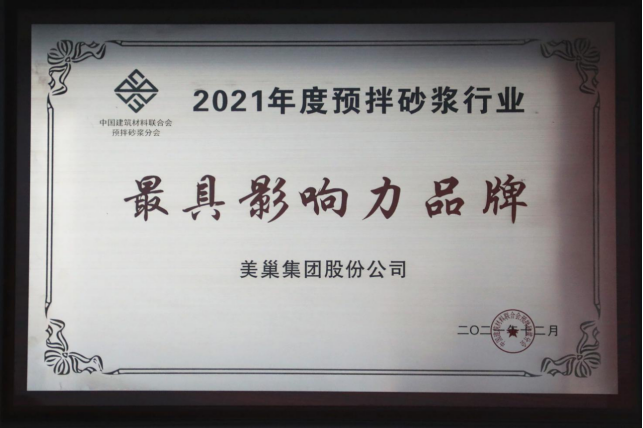 中国建筑材料联合会
预拌砂浆分会
2021年度预拌砂浆行业
最具影响力品牌
美巢集团股份公司
二〇二一年十二月